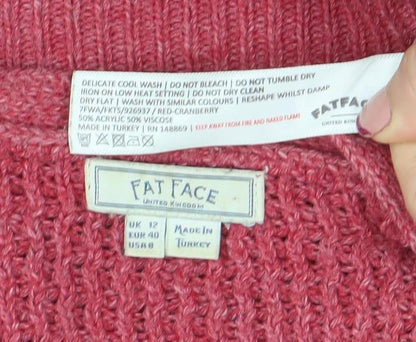 DELICATE COOL WASH | DO NOT BLEACH | DO NOT TUMBLE DRY
IRON ON LOW HEAT SETTING | DO NOT DRY CLEAN
DRY FLAT | WASH WITH SIMILAR COLOURS | RESHAPE WHILST DAMP
7FWA/FKTS/926937 / RED-CRANBERRY
50% ACRYLIC 50% VISCOSE
MADE IN TURKEY | RN 148869 | KEEP AWAY FROM FIRE AND NAKED FLAME
FATFACE
UNITED
FAT FACE
UNITED KINGDOM
UK 12
EUR 40
USA 8
MADE IN
TURKEY